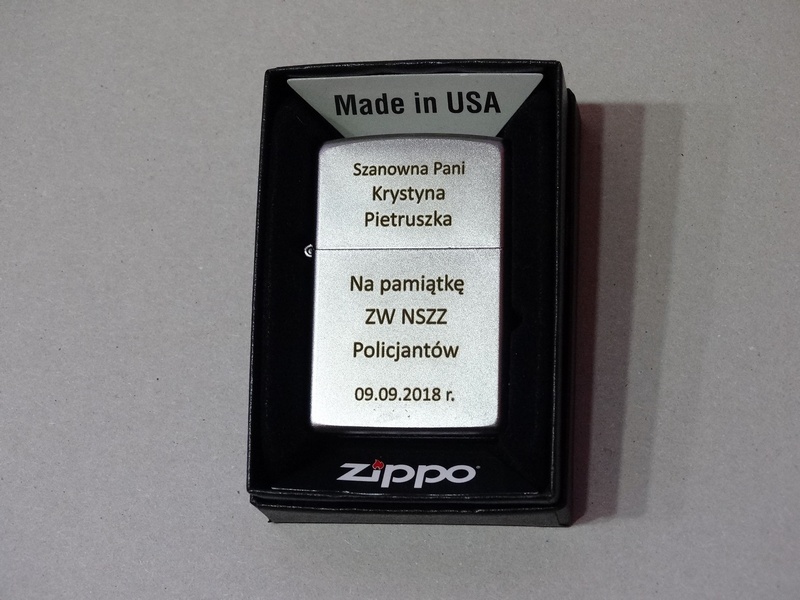 Made in USA
Szanowna Pani
Krystyna
Pietruszka
Na pamiątkę
ZW NSZZ
Policjantów
09.09.2018 r.
zippo